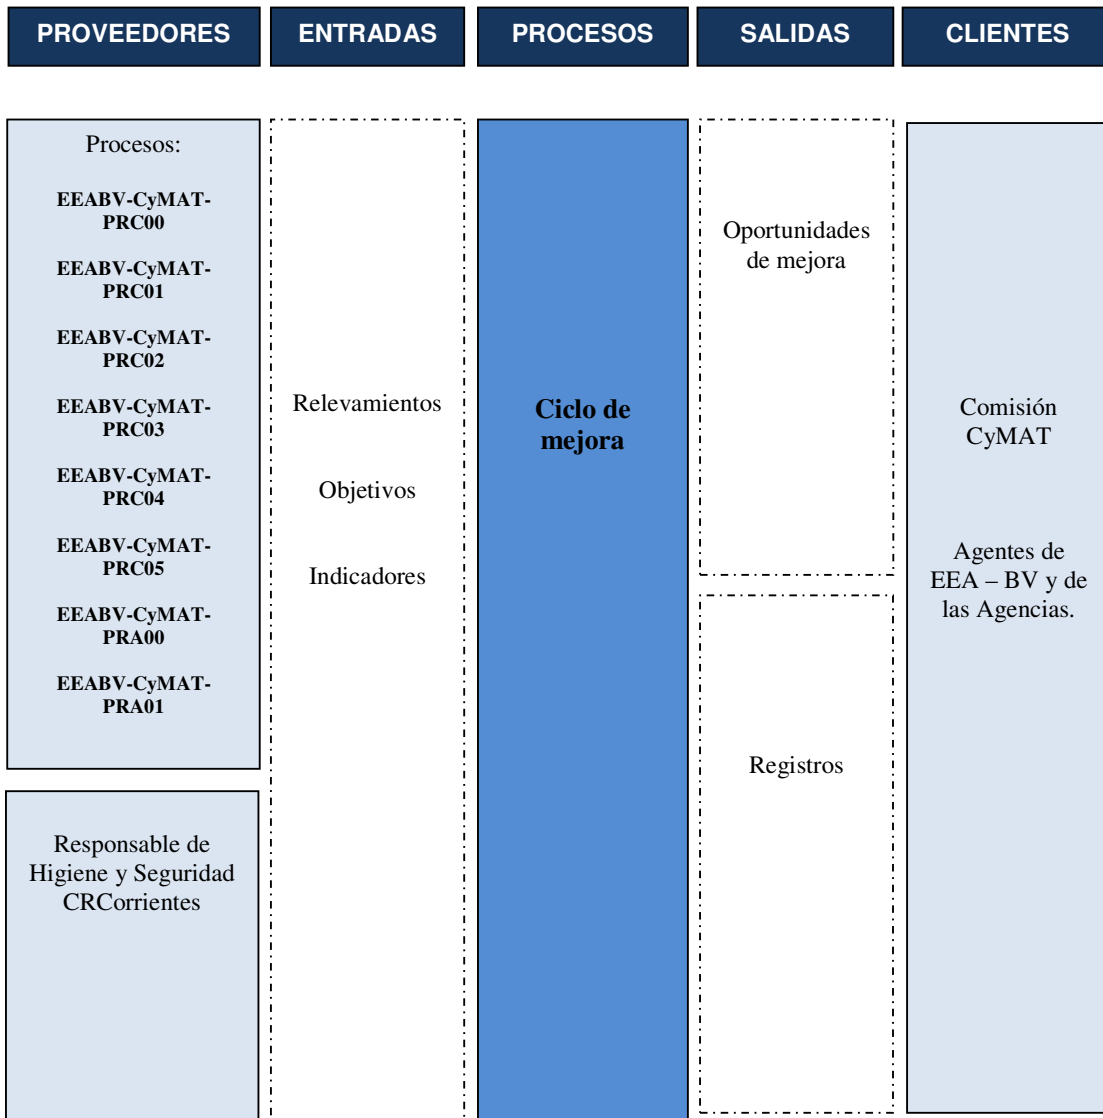 PROVEEDORES
ENTRADAS
PROCESOS
SALIDAS
CLIENTES
Procesos:
EEABV-CyMAT-
PRC00
EEABV-CyMAT-
PRC01
EEABV-CyMAT-
PRC02
EEABV-CyMAT-
PRC03
EEABV-CyMAT-
PRC04
EEABV-CyMAT-
PRC05
EEABV-CyMAT-
PRA00
EEABV-CyMAT-
PRA01
Responsable de
Higiene y Seguridad
CRCorrientes
Relevamientos
Objetivos
Indicadores
Ciclo de
mejora
Oportunidades
de mejora
Registros
Comisión
CyMAT
Agentes de
EEA – BV y de
las Agencias.